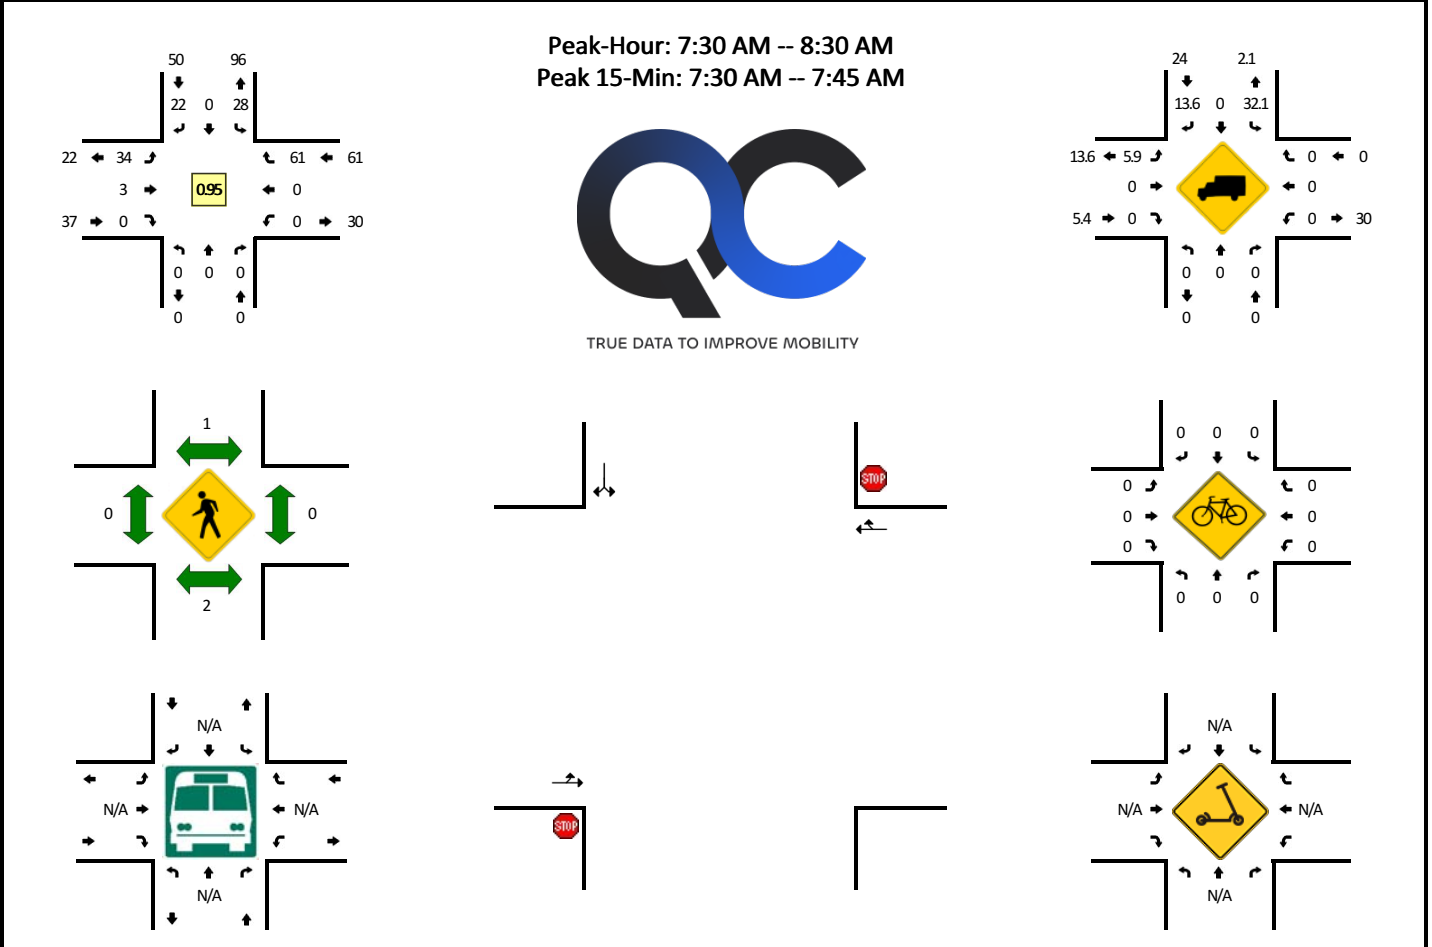 Peak-Hour: 7:30 AM -- 8:30 AM
Peak 15-Min: 7:30 AM -- 7:45 AM
50 96
22 0 28
22 34 61 61
3 0.95 0
37 0 0 30
0 0 0
0 0
QC
TRUE DATA TO IMPROVE MOBILITY
24 2.1
13.6 0 32.1
13.6 5.9 0 0
0 0
5.4 0 0 30
0 0 0
0 0
1
0 0
2
STOP
STOP
0 0 0
0 0
0 0
0 0
0 0 0
N/A
N/A N/A
N/A
N/A
N/A N/A
N/A